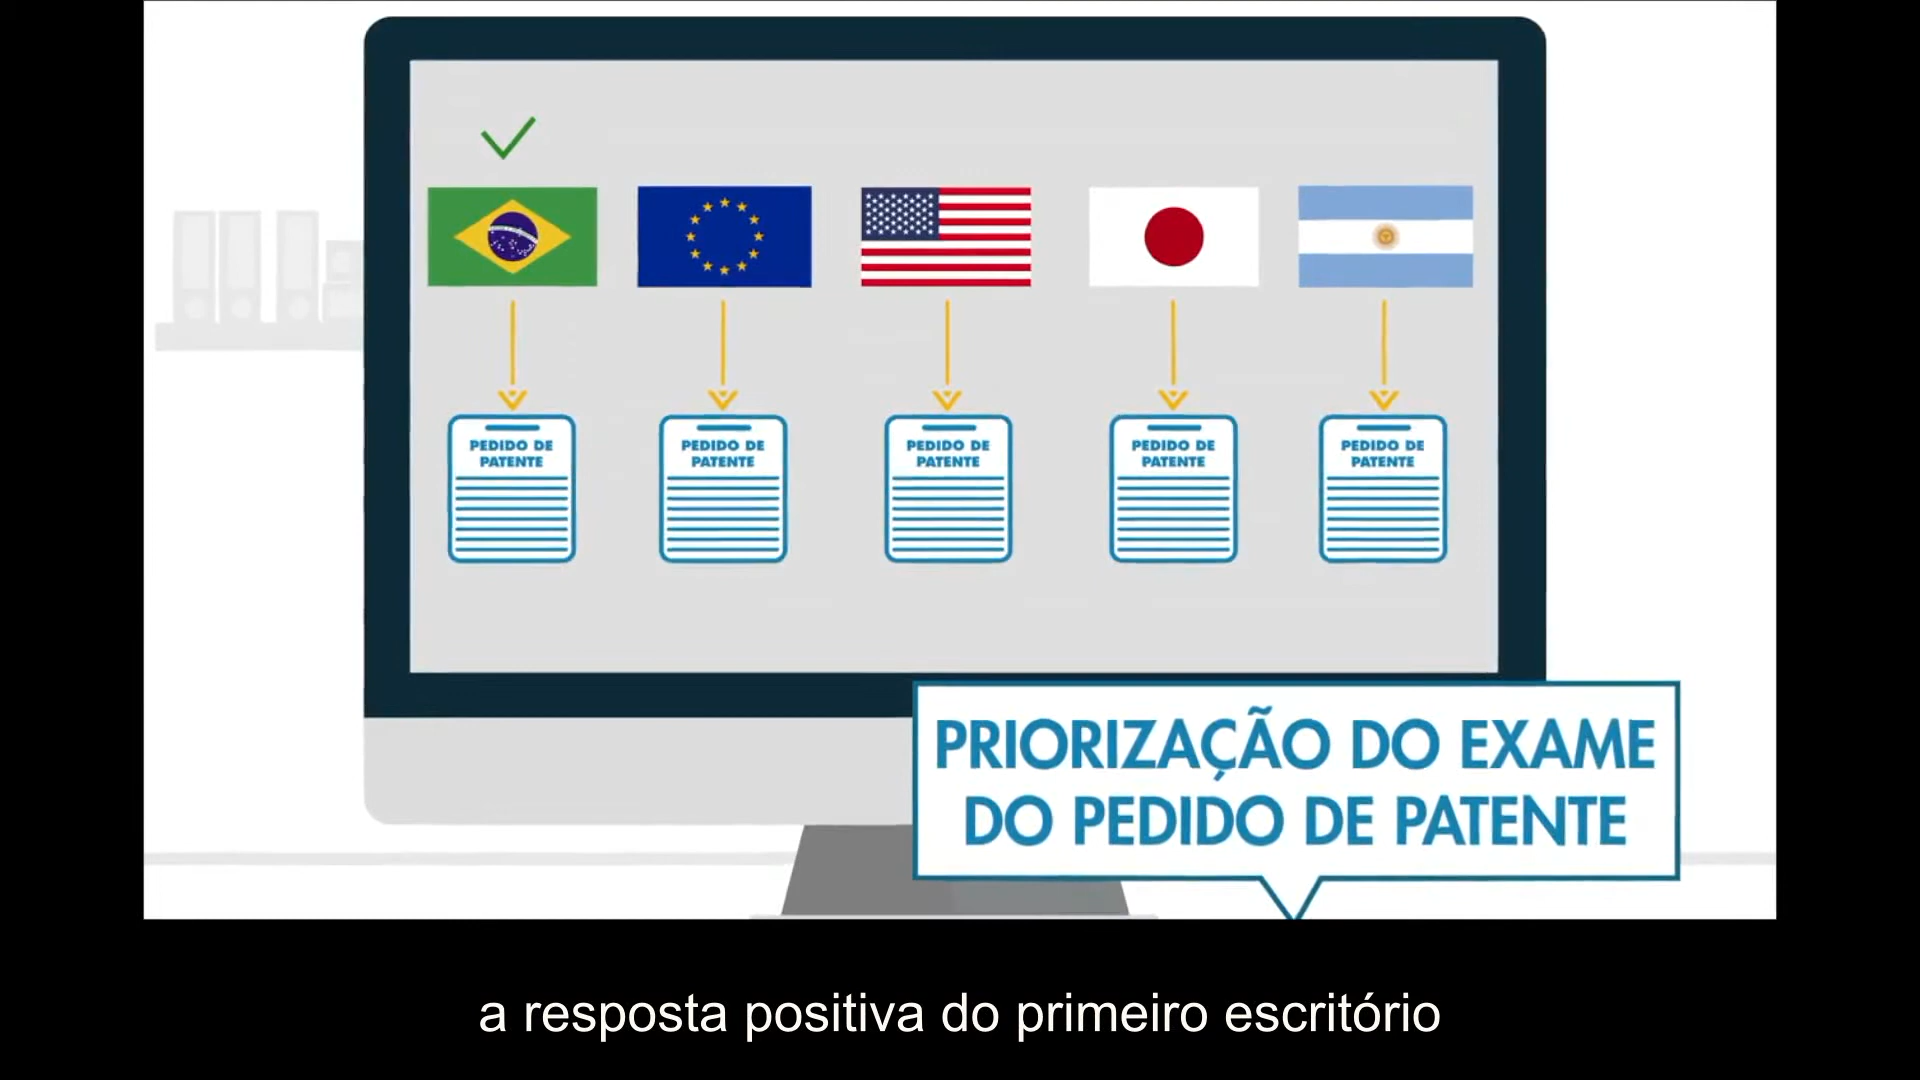 PEDIDO DE
PATENTE
PEDIDO DE
PATENTE
PEDIDO DE
PATENTE
PEDIDO DE
PATENTE
PEDIDO DE
PATENTE
PRIORIZAÇÃO DO EXAME
DO PEDIDO DE PATENTE
a resposta positiva do primeiro escritório